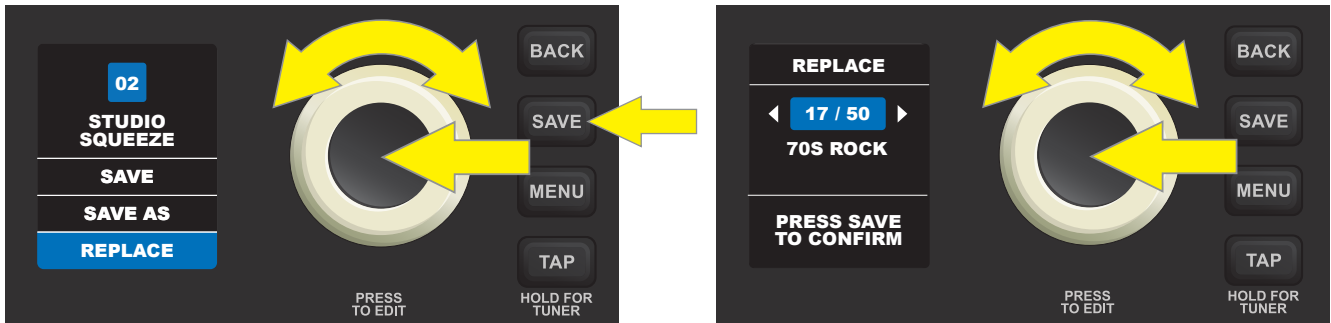 02
STUDIO
SQUEEZE
SAVE
SAVE AS
REPLACE
BACK
SAVE
MENU
TAP
PRESS
TO EDIT
HOLD FOR
TUNER
REPLACE
17 / 50
70S ROCK
PRESS SAVE
TO CONFIRM
BACK
SAVE
MENU
TAP
PRESS
TO EDIT
HOLD FOR
TUNER